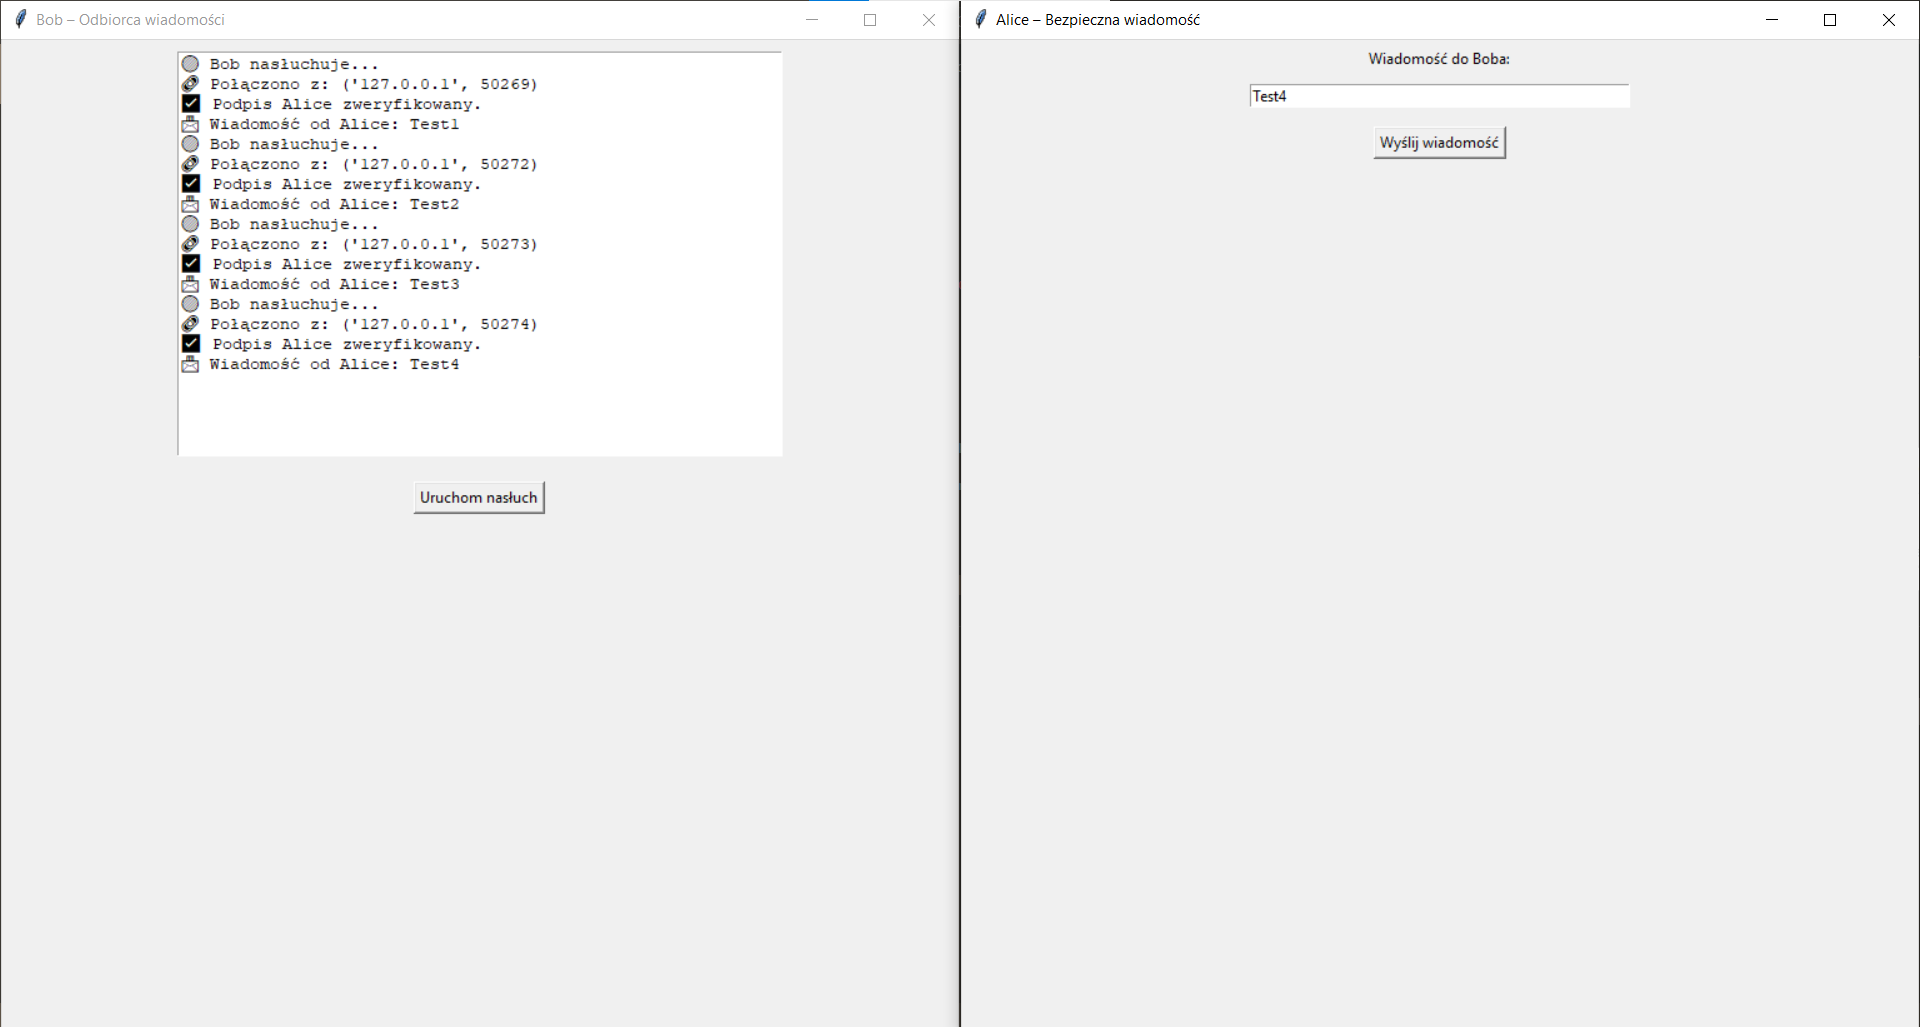 Bob – Odbiorca wiadomości
Bob nasłuchuje...
Połączono z: ('127.0.0.1', 50269)
Podpis Alice zweryfikowany.
Wiadomość od Alice: Test1
Bob nasłuchuje...
Połączono z: ('127.0.0.1', 50272)
Podpis Alice zweryfikowany.
Wiadomość od Alice: Test2
Bob nasłuchuje...
Połączono z: ('127.0.0.1', 50273)
Podpis Alice zweryfikowany.
Wiadomość od Alice: Test3
Bob nasłuchuje...
Połączono z: ('127.0.0.1', 50274)
Podpis Alice zweryfikowany.
Wiadomość od Alice: Test4
Uruchom nasłuch
Alice – Bezpieczna wiadomość
Wiadomość do Boba:
Test4
Wyślij wiadomość